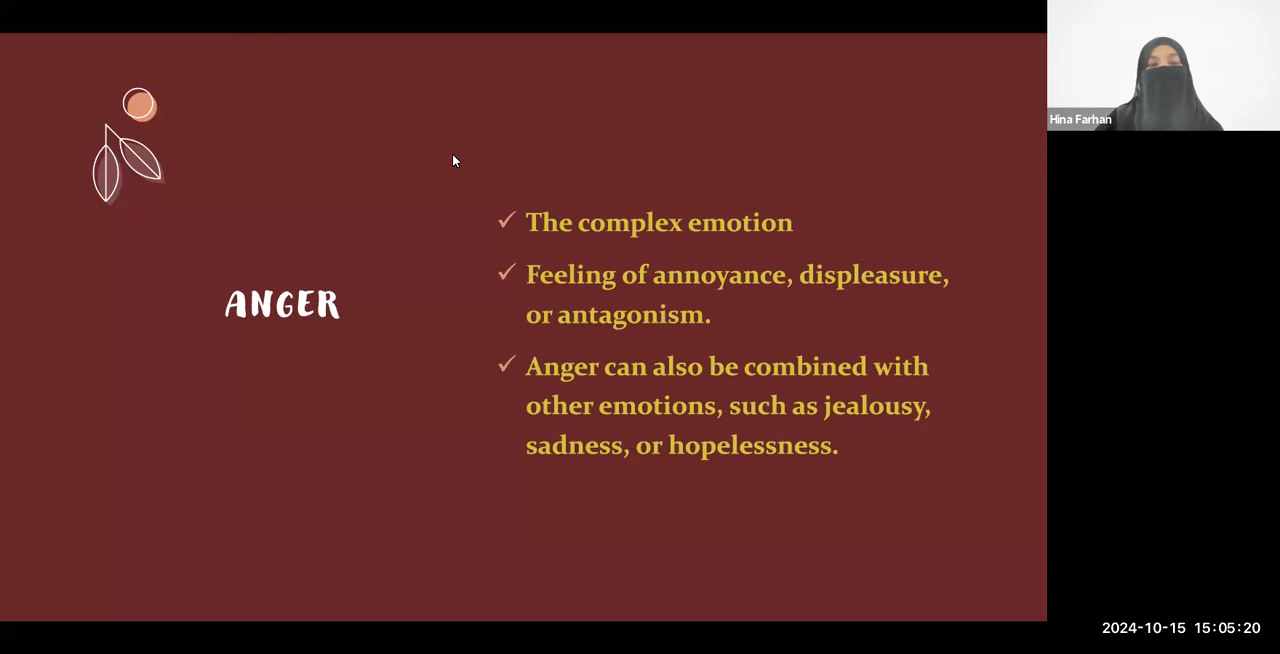 Hina Farhan
ANGER
The complex emotion
Feeling of annoyance, displeasure,
or antagonism.
Anger can also be combined with
other emotions, such as jealousy,
sadness, or hopelessness.
2024-10-15 15:05:20